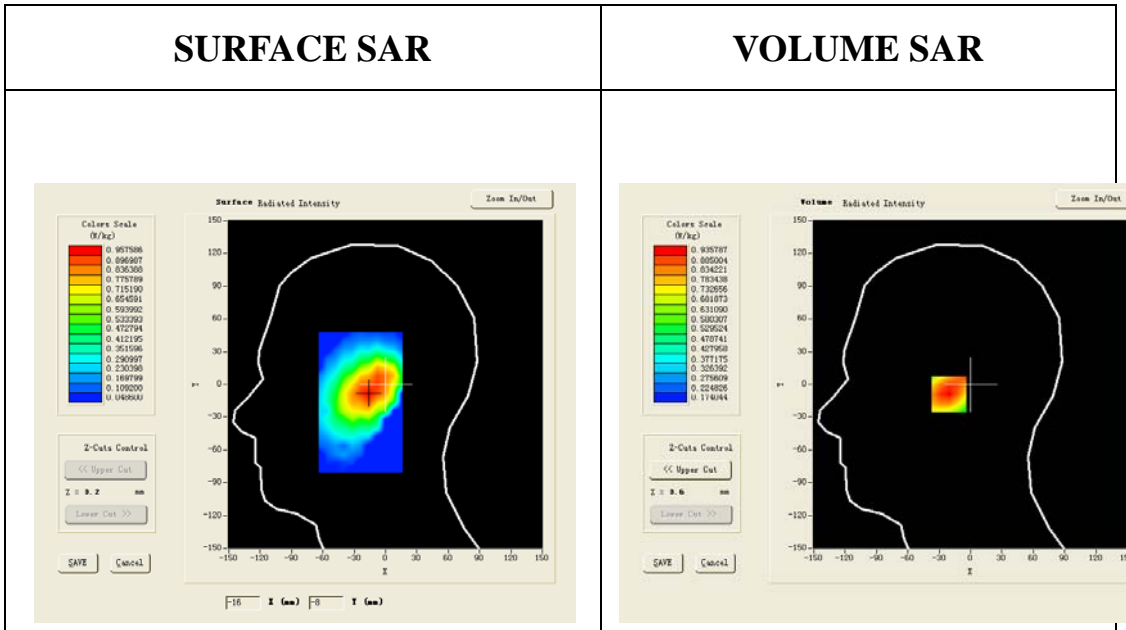 SURFACE SAR
VOLUME SAR
Surface Radiated Intensity
Zoom In/Out
Colors Scale
(W/kg)
0.957586
0.896987
0.836388
0.775789
0.715190
0.654591
0.593992
0.533393
0.472794
0.412195
0.351596
0.290997
0.230398
0.169799
0.109200
0.048600
150
120
90
60
30
0
-30
-60
-90
-120
-150
Y
-150 -120 -90 -60 -30 0 30 60 90 120 150
X
Z-Cuts Control
<< Upper Cut
mm
Lower Cut >>
SAVE Cancel
-16 X (mm) -8 Y (mm)
Volume Radiated Intensity
Zoom In/Out
Colors Scale
(W/kg)
0.935787
0.885004
0.834221
0.783438
0.732656
0.681873
0.631090
0.580307
0.529524
0.478741
0.427958
0.377175
0.326392
0.275609
0.224826
0.174044
150
120
90
60
30
0
-30
-60
-90
-120
-150
Y
-150 -120 -90 -60 -30 0 30 60 90 120
X
Z-Cuts Control
<< Upper Cut
mm
Lower Cut >>
SAVE Cancel